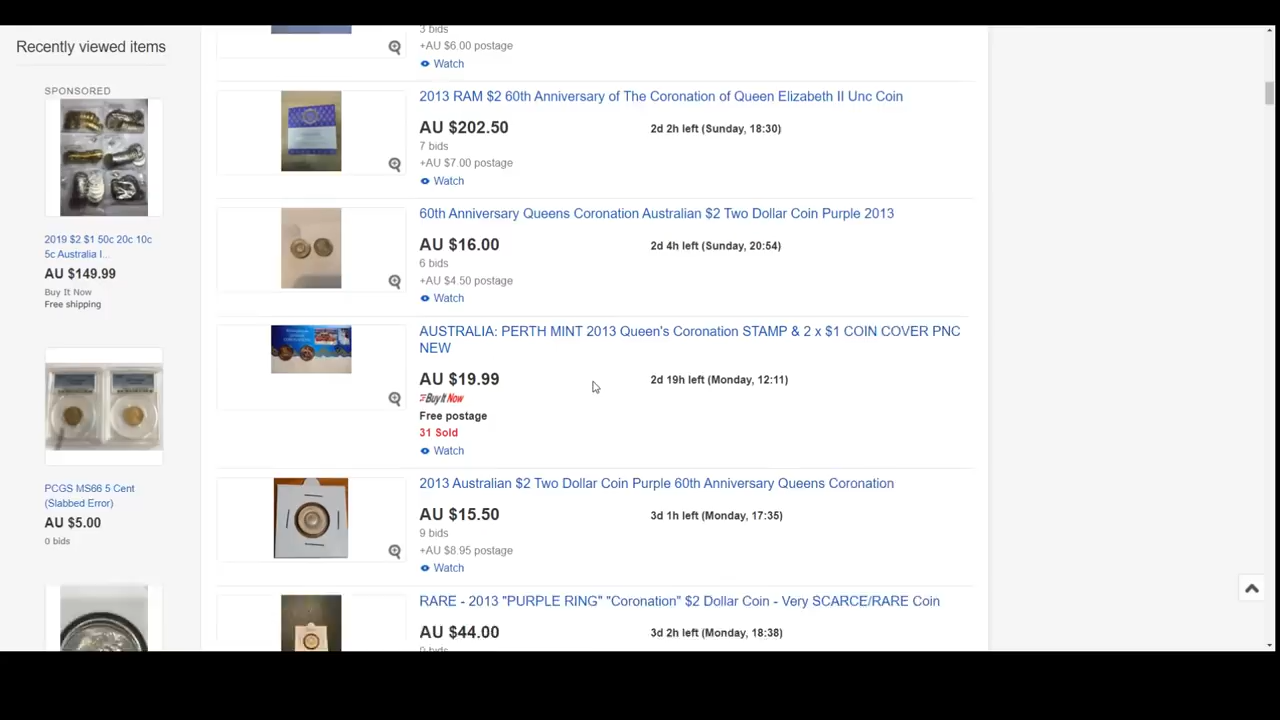 Recently viewed items
SPONSORED
2019 $2 $1 50c 20c 10c
5c Australia I...
AU $149.99
Buy It Now
Free shipping
PCGS MS66 5 Cent
(Slabbed Error)
AU $5.00
0 bids
3 bids
+AU $6.00 postage
Watch
2013 RAM $2 60th Anniversary of The Coronation of Queen Elizabeth II Unc Coin
AU $202.50
2d 2h left (Sunday, 18:30)
7 bids
+AU $7.00 postage
Watch
60th Anniversary Queens Coronation Australian $2 Two Dollar Coin Purple 2013
AU $16.00
2d 4h left (Sunday, 20:54)
6 bids
+AU $4.50 postage
Watch
AUSTRALIA: PERTH MINT 2013 Queen's Coronation STAMP & 2 x $1 COIN COVER PNC
NEW
AU $19.99
2d 19h left (Monday, 12:11)
Buy It Now
Free postage
31 Sold
Watch
2013 Australian $2 Two Dollar Coin Purple 60th Anniversary Queens Coronation
AU $15.50
3d 1h left (Monday, 17:35)
9 bids
+AU $8.95 postage
Watch
RARE - 2013 "PURPLE RING" "Coronation" $2 Dollar Coin - Very SCARCE/RARE Coin
AU $44.00
3d 2h left (Monday, 18:38)